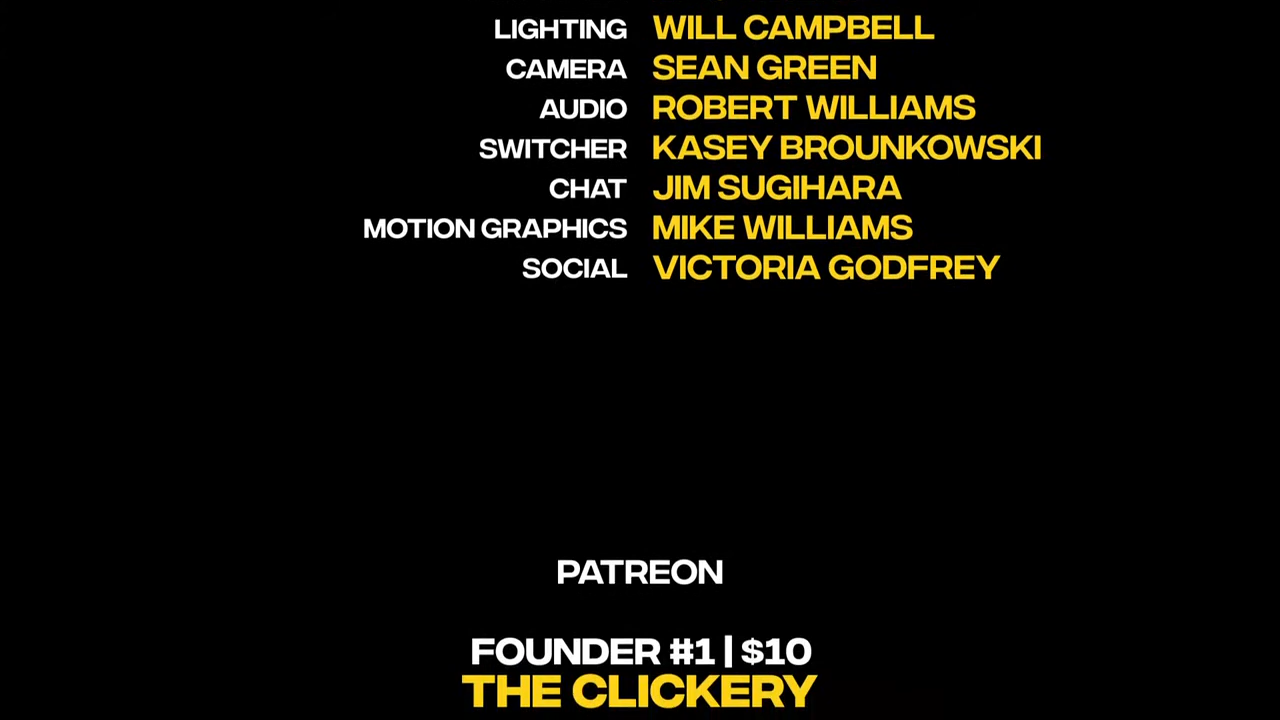 LIGHTING WILL CAMPBELL
CAMERA SEAN GREEN
AUDIO ROBERT WILLIAMS
SWITCHER KASEY BROUNKOWSKI
CHAT JIM SUGIHARA
MOTION GRAPHICS MIKE WILLIAMS
SOCIAL VICTORIA GODFREY
PATREON
FOUNDER #1 | $10
THE CLICKERY